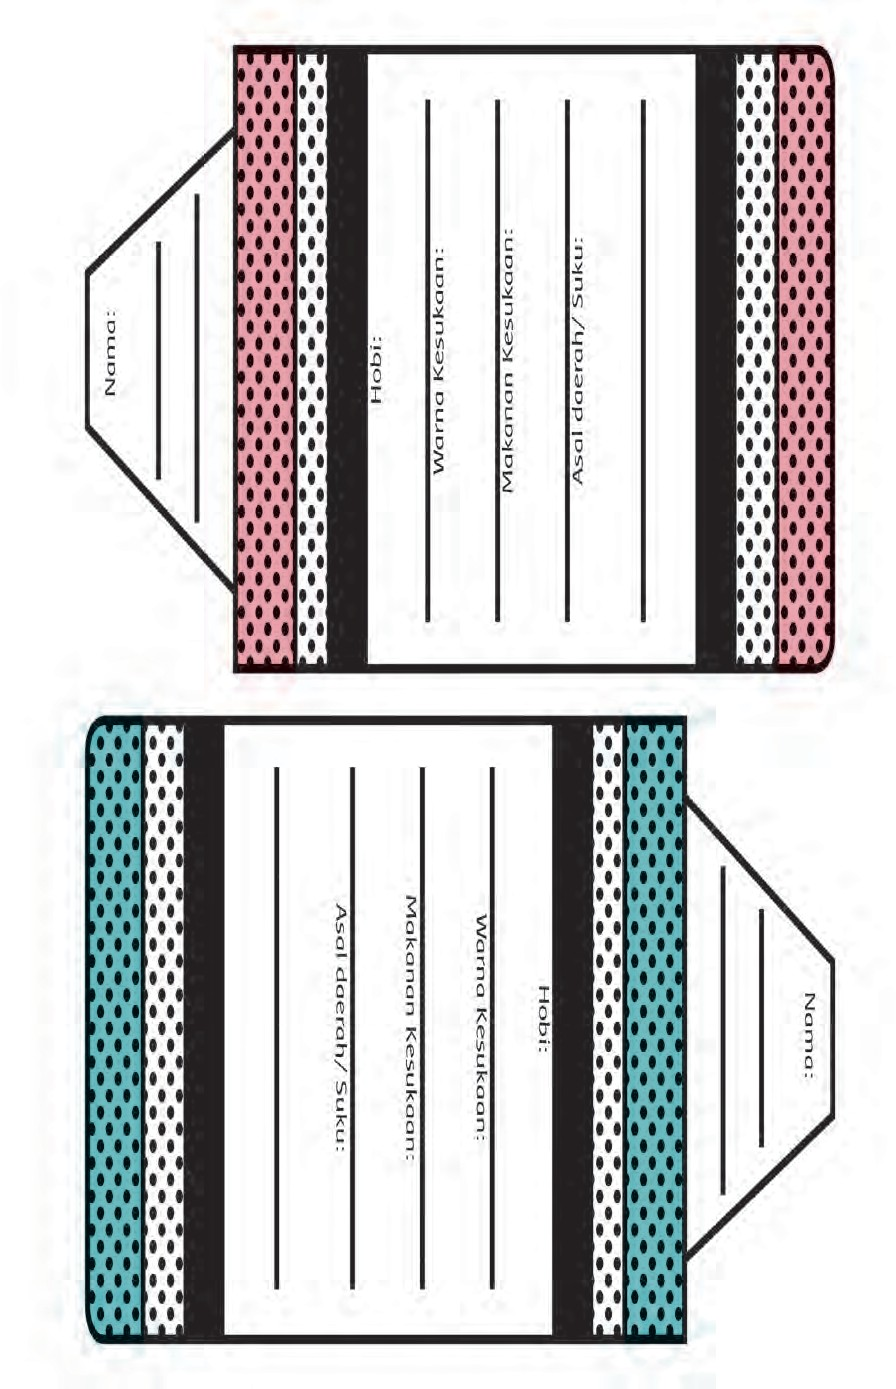 Nama:
Hobi:
Warna Kesukaan:
Makanan Kesukaan:
Asal daerah/ Suku:
Nama:
Hobi:
Warna Kesukaan:
Makanan Kesukaan:
Asal daerah/ Suku: